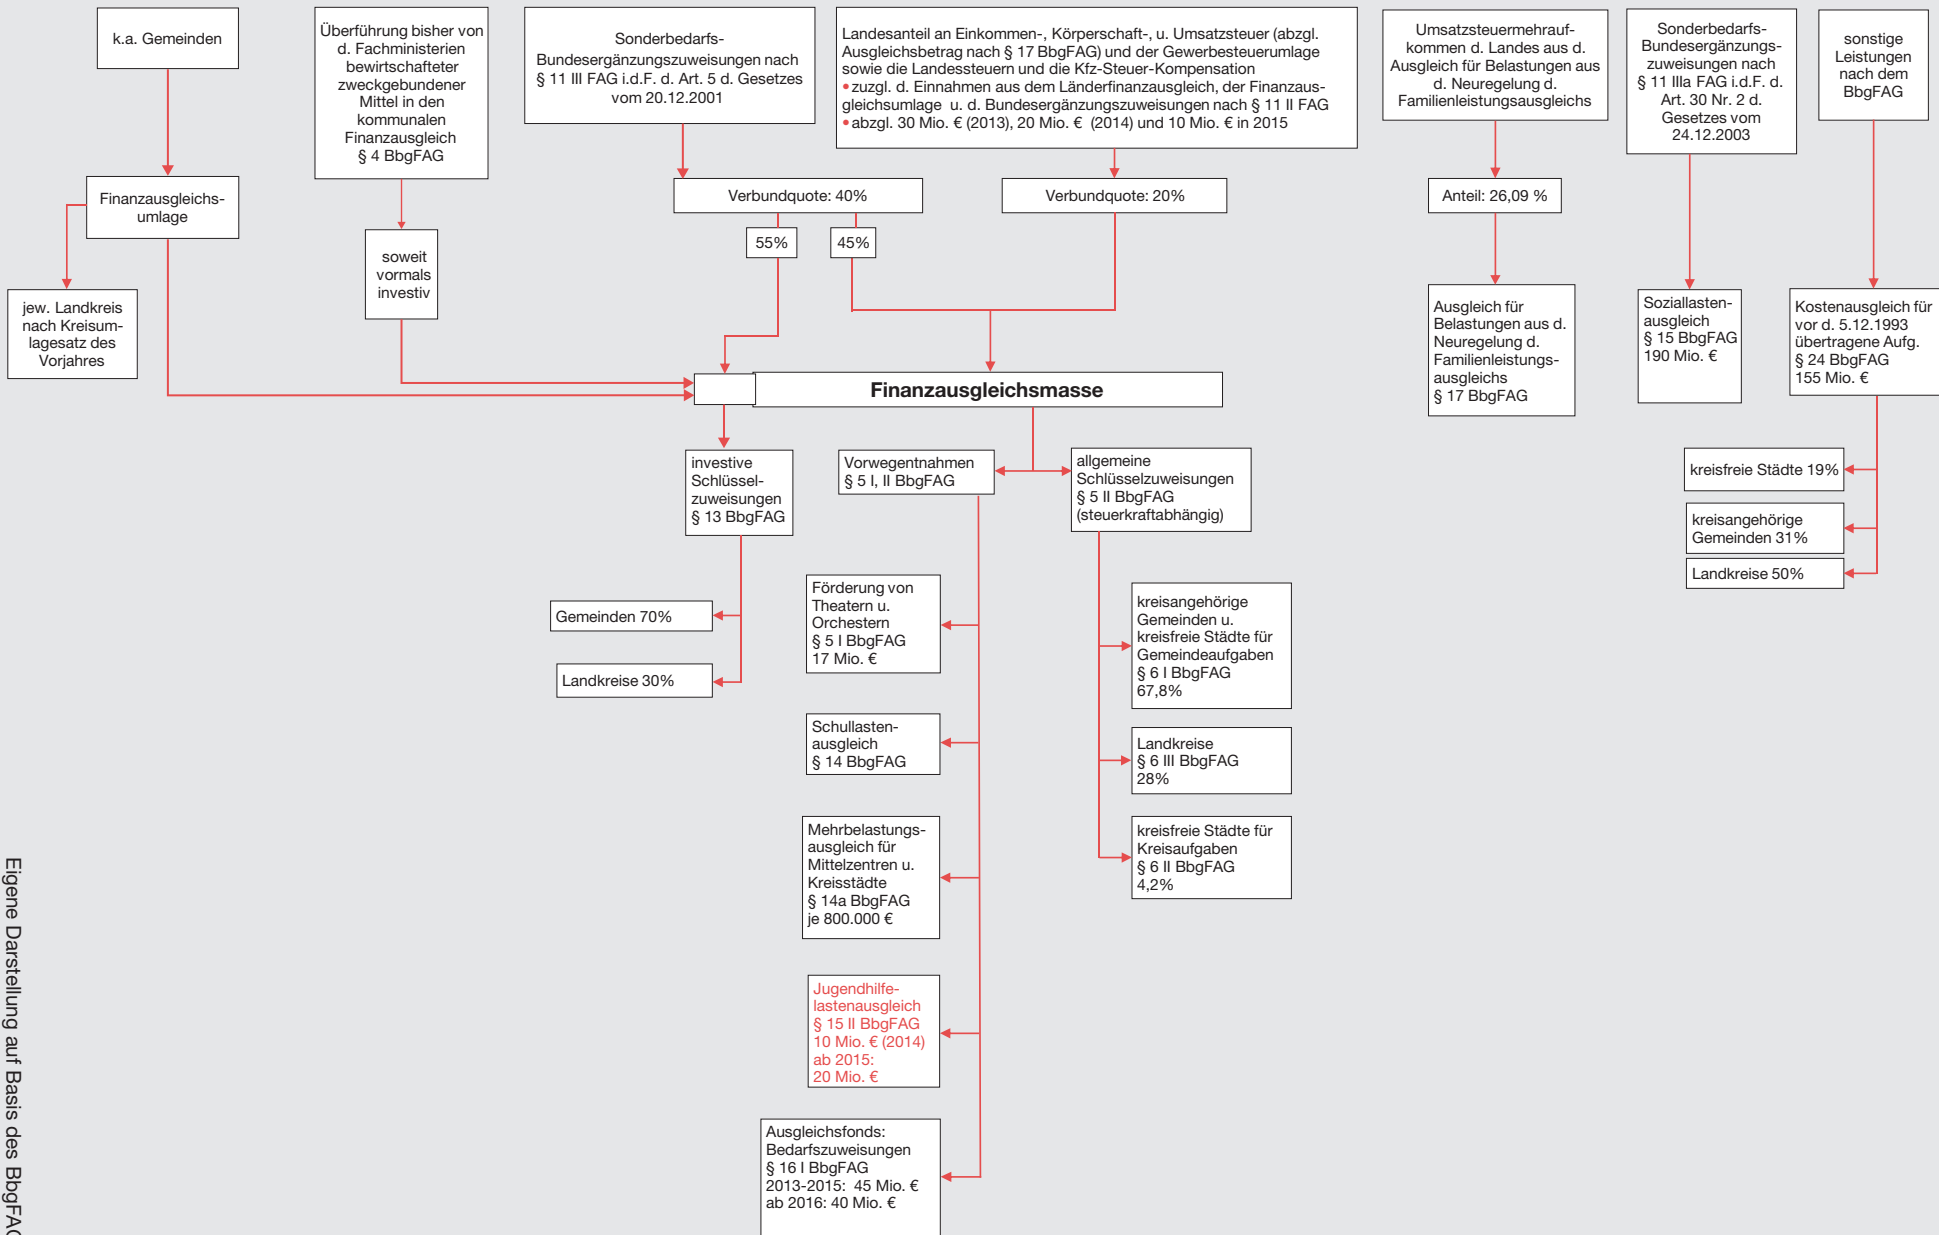 k.a. Gemeinden
Überführung bisher von
d. Fachministerien
bewirtschafteter
zweckgebundener
Mittel in den
kommunalen
Finanzausgleich
§ 4 BbgFAG
Sonderbedarfs-
Bundesergänzungszuweisungen nach
§ 11 III FAG i.d.F. d. Art. 5 d. Gesetzes
vom 20.12.2001
Landesanteil an Einkommen-, Körperschaft-, u. Umsatzsteuer (abzgl.
Ausgleichsbetrag nach § 17 BbgFAG) und der Gewerbesteuerumlage
sowie die Landessteuern und die Kfz-Steuer-Kompensation
• zuzgl. d. Einnahmen aus dem Länderfinanzausgleich, der Finanzaus-
gleichsumlage u. d. Bundesergänzungszuweisungen nach § 11 II FAG
• abzgl. 30 Mio. € (2013), 20 Mio. € (2014) und 10 Mio. € in 2015
Umsatzsteuermehrauf-
kommen d. Landes aus d.
Ausgleich für Belastungen aus
d. Neuregelung d.
Familienleistungsausgleichs
Sonderbedarfs-
Bundesergänzungs-
zuweisungen nach
§ 11 IIIa FAG i.d.F. d.
Art. 30 Nr. 2 d.
Gesetzes vom
24.12.2003
sonstige
Leistungen
nach dem
BbgFAG
Finanzausgleichs-
umlage
Verbundquote: 40%
Verbundquote: 20%
Anteil: 26,09 %
55%
45%
soweit
vormals
investiv
jew. Landkreis
nach Kreisum-
lagesatz des
Vorjahres
Ausgleich für
Belastungen aus d.
Neuregelung d.
Familienleistungs-
ausgleichs
§ 17 BbgFAG
Soziallasten-
ausgleich
§ 15 BbgFAG
190 Mio. €
Kostenausgleich für
vor d. 5.12.1993
übertragene Aufg.
§ 24 BbgFAG
155 Mio. €
Finanzausgleichsmasse
investive
Schlüssel-
zuweisungen
§ 13 BbgFAG
Vorwegentnahmen
§ 5 I, II BbgFAG
allgemeine
Schlüsselzuweisungen
§ 5 II BbgFAG
(steuerkraftabhängig)
kreisfreie Städte 19%
kreisangehörige
Gemeinden 31%
Landkreise 50%
Gemeinden 70%
Landkreise 30%
Förderung von
Theatern u.
Orchestern
§ 5 I BbgFAG
17 Mio. €
Schullasten-
ausgleich
§ 14 BbgFAG
Mehrbelastungs-
ausgleich für
Mittelzentren u.
Kreisstädte
§ 14a BbgFAG
je 800.000 €
Jugendhilfe-
lastenausgleich
§ 15 II BbgFAG
10 Mio. € (2014)
ab 2015:
20 Mio. €
Ausgleichsfonds:
Bedarfszuweisungen
§ 16 I BbgFAG
2013-2015: 45 Mio. €
ab 2016: 40 Mio. €
kreisangehörige
Gemeinden u.
kreisfreie Städte für
Gemeindeaufgaben
§ 6 I BbgFAG
67,8%
Landkreise
§ 6 III BbgFAG
28%
kreisfreie Städte für
Kreisaufgaben
§ 6 II BbgFAG
4,2%
Eigene Darstellung auf Basis des BbgFAG